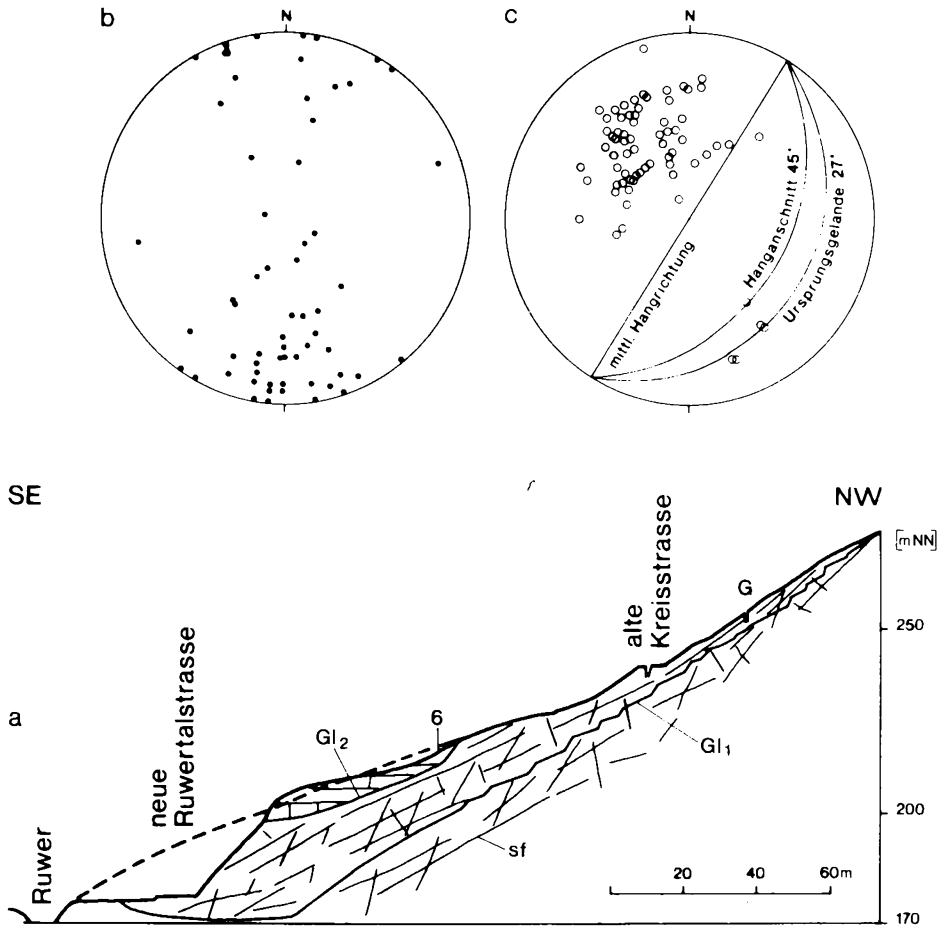 b
N
c
N
mittl. Hangrichtung
Hanganschnitt 45°
Ursprungsgelände 27°
SE
NW
[mNN]
alte
Kreisstrasse
G
250
neue
Ruwertalstrasse
a
Gl2
6
Gl1
200
Ruwer
sf
20 40 60m
170